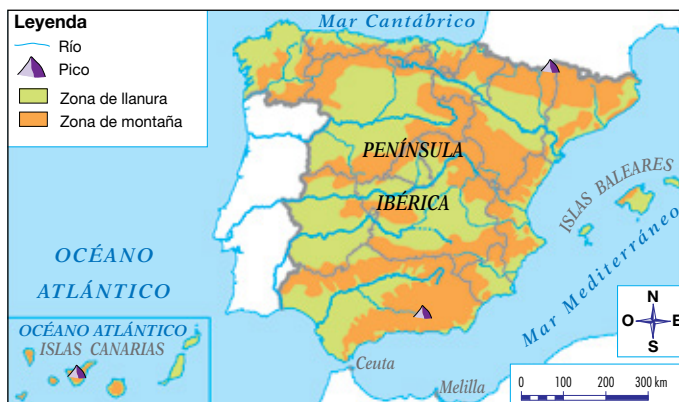 Leyenda
Río
Pico
Zona de llanura
Zona de montaña
Mar Cantábrico
PENÍNSULA
IBÉRICA
ISLAS BALEARES
Mar Mediterráneo
OCÉANO
ATLÁNTICO
OCÉANO ATLÁNTICO
ISLAS CANARIAS
Ceuta
Melilla
N
O
E
S
0 100 200 300 km